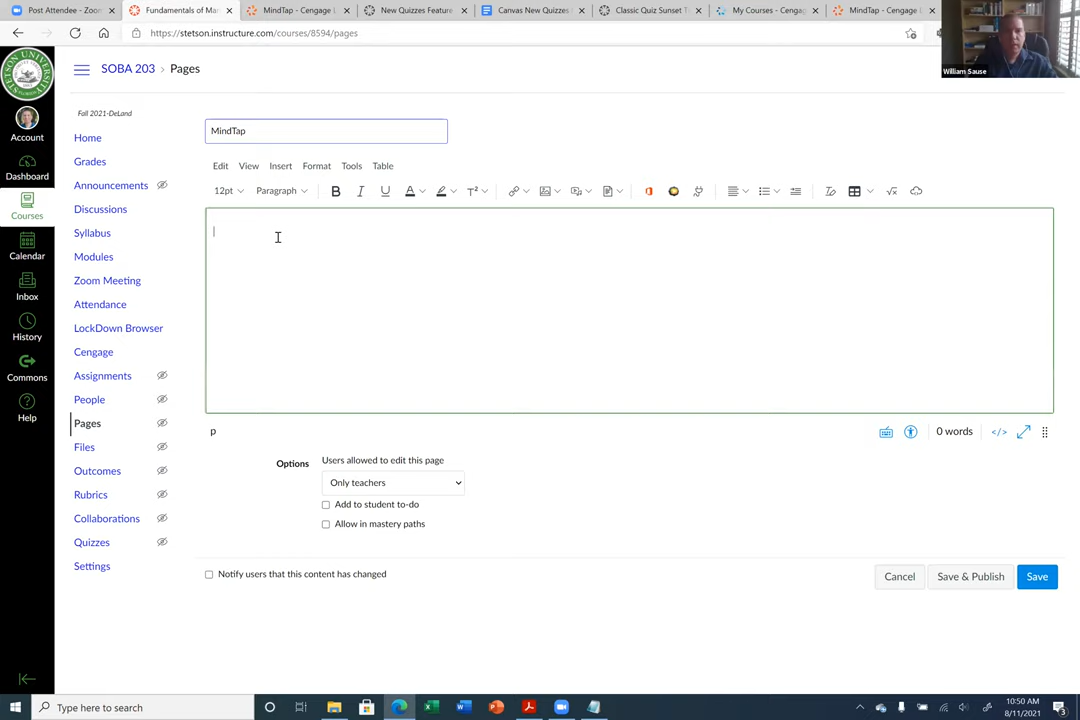 Post Attendee - Zoom
Fundamentals of Man
MindTap - Cengage L
New Quizzes Feature
Canvas New Quizzes
Classic Quiz Sunset T
My Courses - Cengag
MindTap - Cengage L
https://stetson.instructure.com/courses/8594/pages
William Sause
SOBA 203 › Pages
Fall 2021-DeLand
Account
Dashboard
Courses
Calendar
Inbox
History
Commons
Help
Home
Grades
Announcements
Discussions
Syllabus
Modules
Zoom Meeting
Attendance
LockDown Browser
Cengage
Assignments
People
Pages
Files
Outcomes
Rubrics
Collaborations
Quizzes
Settings
MindTap
Edit View Insert Format Tools Table
12pt Paragraph B I U A T²
p
0 words </>
Options
Users allowed to edit this page
Only teachers
Add to student to-do
Allow in mastery paths
Notify users that this content has changed
Cancel Save & Publish Save
Type here to search
10:50 AM
8/11/2021